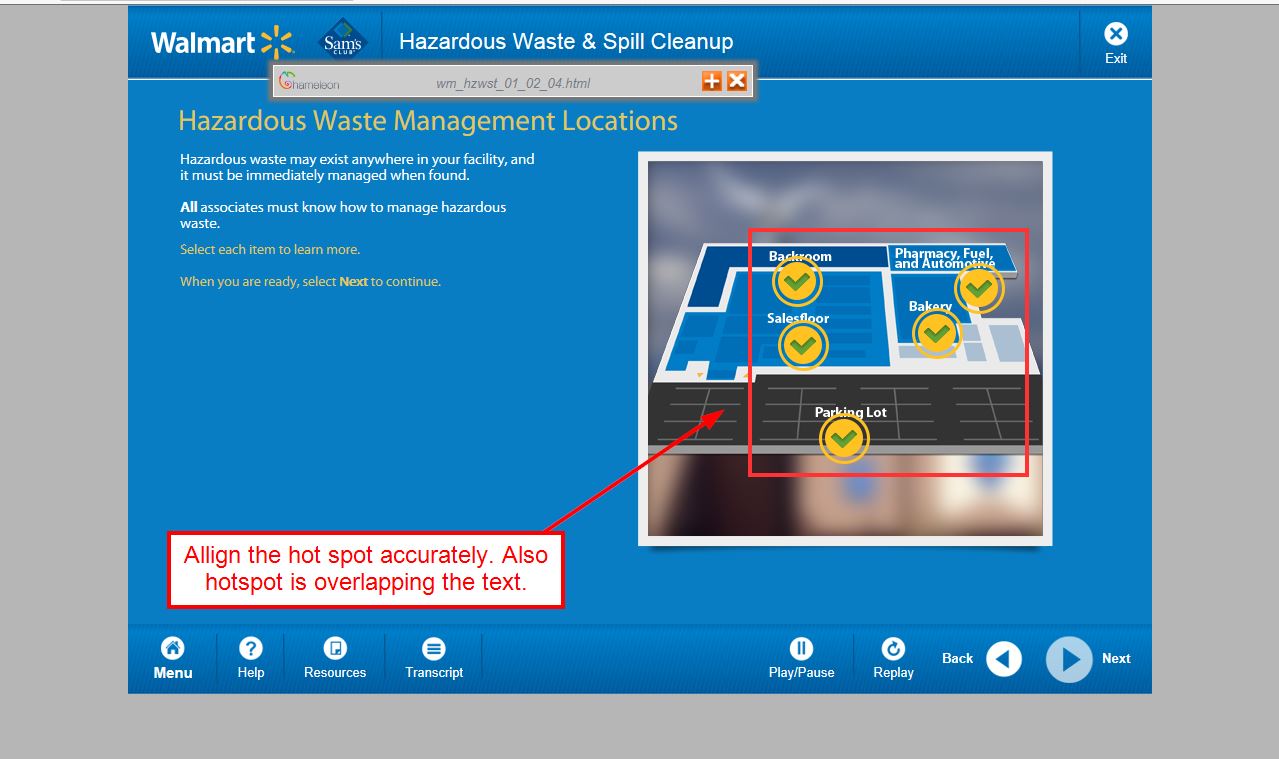 Walmart
Sam's
CLUB
Hazardous Waste & Spill Cleanup
Exit
Chameleon
wm_hzwst_01_02_04.html
Hazardous Waste Management Locations
Hazardous waste may exist anywhere in your facility, and
it must be immediately managed when found.
All associates must know how to manage hazardous
waste.
Select each item to learn more.
When you are ready, select Next to continue.
Backroom
Pharmacy, Fuel,
and Automotive
Bakery
Salesfloor
Parking Lot
Allign the hot spot accurately. Also
hotspot is overlapping the text.
Menu
Help
Resources
Transcript
Play/Pause
Replay
Back
Next